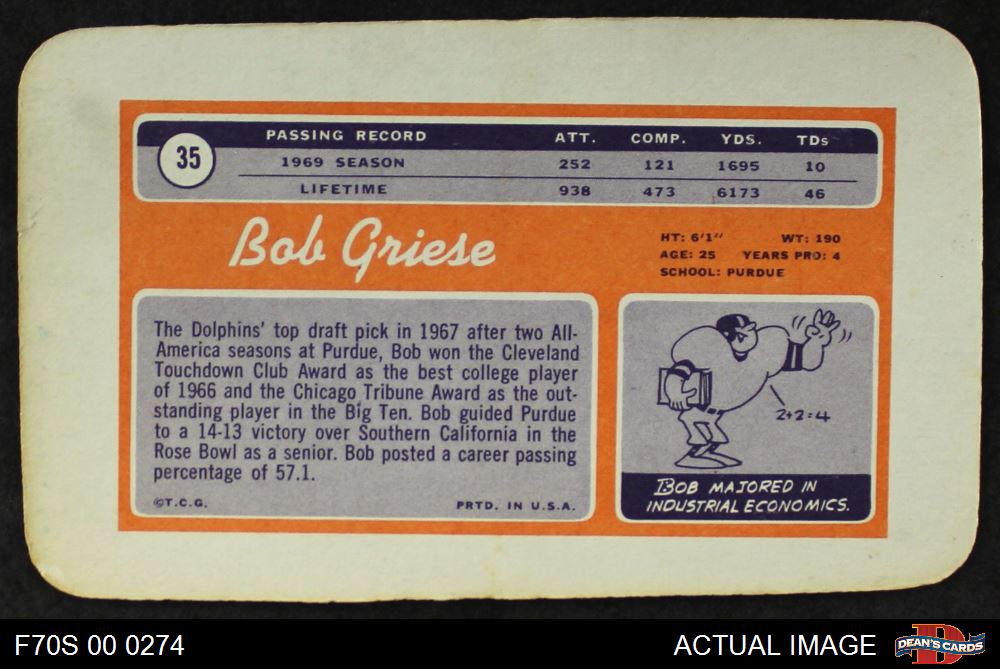 35
PASSING RECORD ATT. COMP. YDS. TDs
1969 SEASON 252 121 1695 10
LIFETIME 938 473 6173 46
Bob Griese
HT: 6'1" WT: 190
AGE: 25 YEARS PRO: 4
SCHOOL: PURDUE
The Dolphins' top draft pick in 1967 after two All-
America seasons at Purdue, Bob won the Cleveland
Touchdown Club Award as the best college player
of 1966 and the Chicago Tribune Award as the out-
standing player in the Big Ten. Bob guided Purdue
to a 14-13 victory over Southern California in the
Rose Bowl as a senior. Bob posted a career passing
percentage of 57.1.
©T.C.G. PRTD. IN U.S.A.
2+2=4
BOB MAJORED IN
INDUSTRIAL ECONOMICS.
F70S 00 0274 ACTUAL IMAGE
D
DEAN'S CARDS